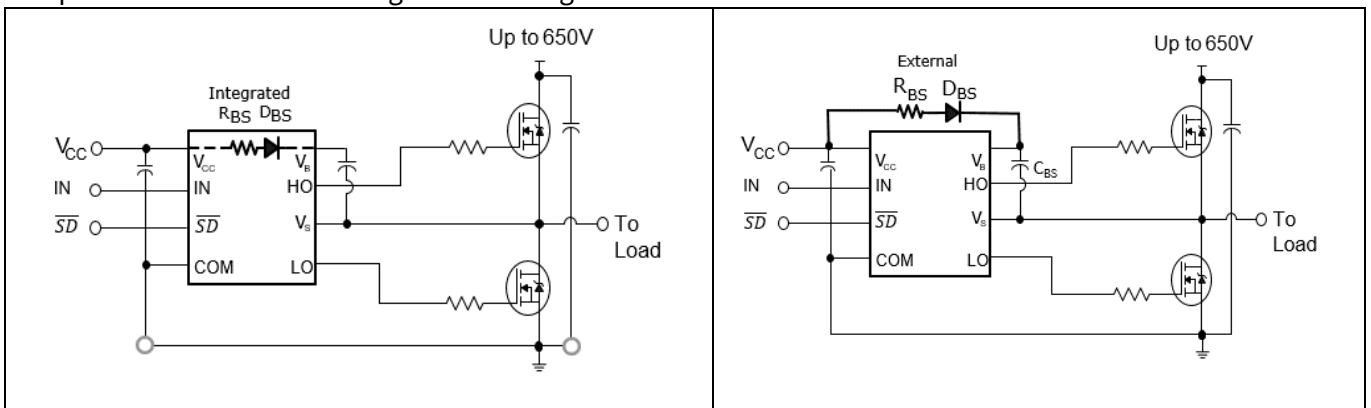 Up to 650V
Integrated
RBS DBS
VCC
VCC
VB
IN
IN
HO
SD
SD
VS
To
Load
COM
LO
Up to 650V
External
RBS DBS
VCC
VCC
VB
CBS
IN
IN
HO
SD
SD
VS
To
Load
COM
LO